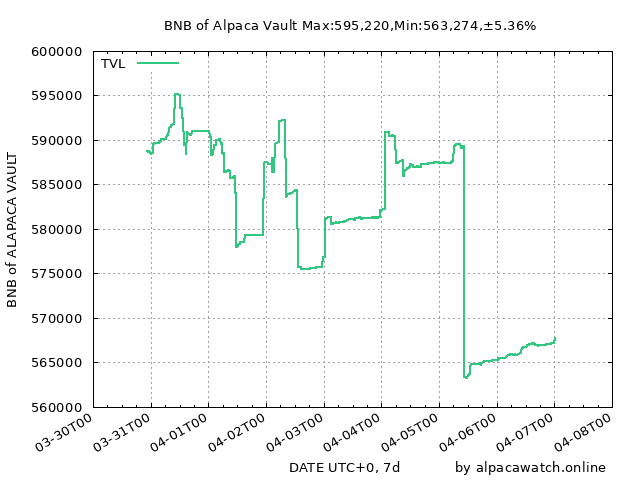 BNB of Alpaca Vault Max:595,220,Min:563,274,±5.36%
600000
TVL
595000
590000
585000
580000
575000
570000
565000
560000
BNB of ALAPACA VAULT
03-30T00
03-31T00
04-01T00
04-02T00
04-03T00
04-04T00
04-05T00
04-06T00
04-07T00
04-08T00
DATE UTC+0, 7d
by alpacawatch.online